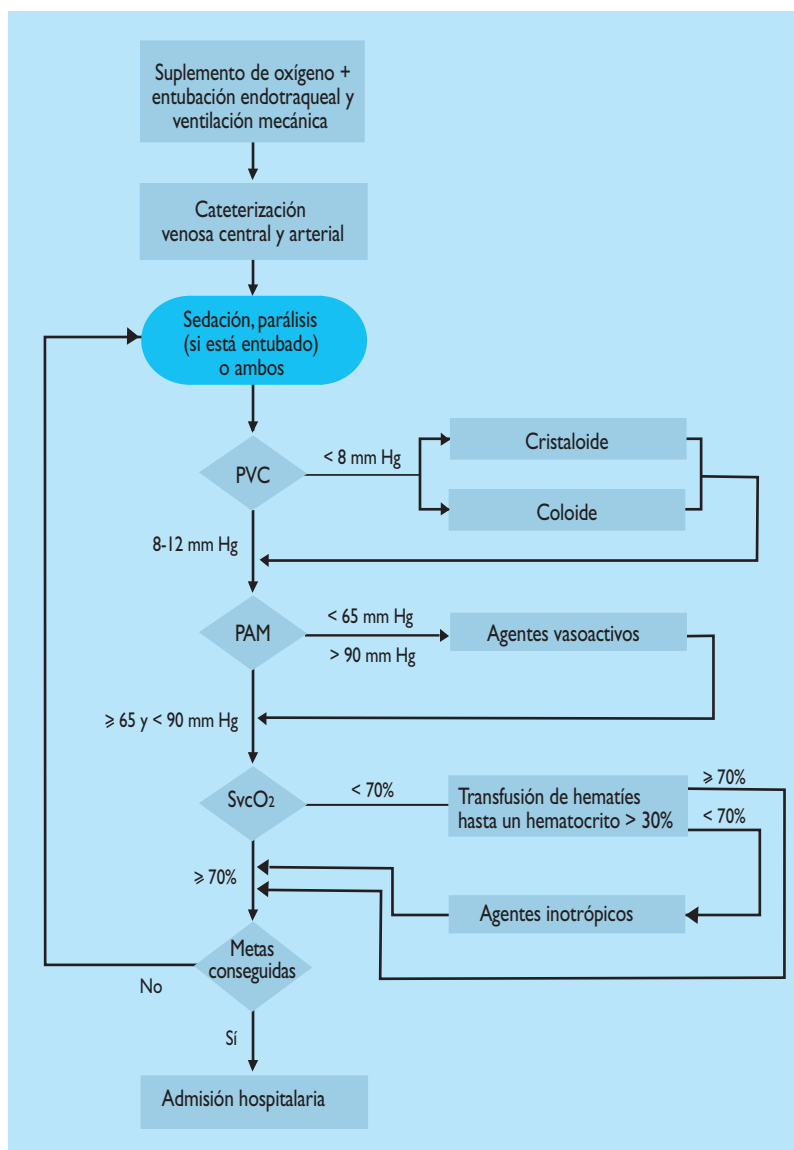 Suplemento de oxígeno +
entubación endotraqueal y
ventilación mecánica
Cateterización
venosa central y arterial
Sedación, parálisis
(si está entubado)
o ambos
PVC
< 8 mm Hg
Cristaloide
Coloide
8-12 mm Hg
PAM
< 65 mm Hg
> 90 mm Hg
Agentes vasoactivos
⩾ 65 y < 90 mm Hg
SvcO2
< 70%
Transfusión de hematíes
hasta un hematocrito > 30%
⩾ 70%
< 70%
⩾ 70%
Agentes inotrópicos
Metas
conseguidas
No
Sí
Admisión hospitalaria